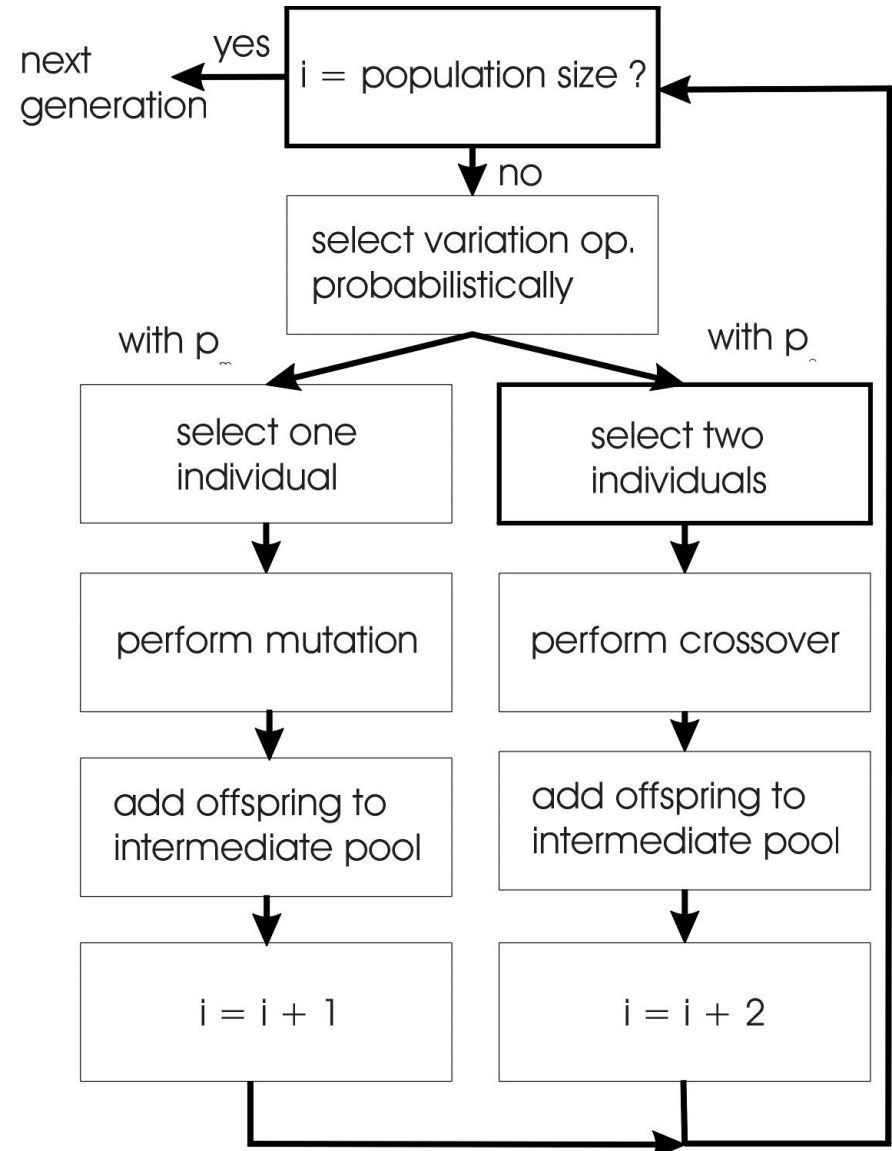 yes
next
generation
i = population size ?
no
select variation op.
probabilistically
with p
with p
select one
individual
select two
individuals
perform mutation
perform crossover
add offspring to
intermediate pool
add offspring to
intermediate pool
i = i + 1
i = i + 2